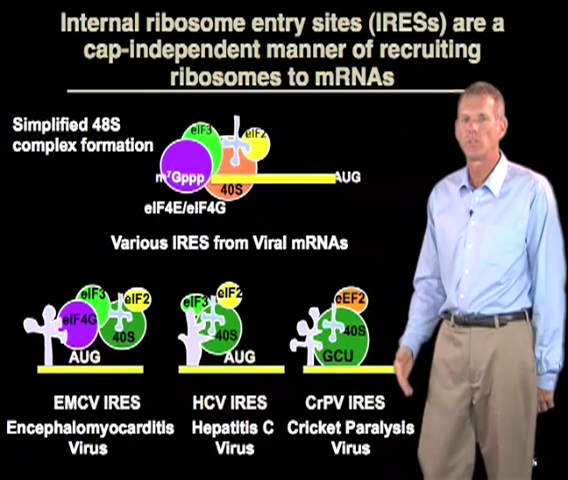 Internal ribosome entry sites (IRESs) are a
cap-independent manner of recruiting
ribosomes to mRNAs
Simplified 48S
complex formation
eIF3
eIF2
m⁷Gppp
40S
AUG
eIF4E/eIF4G
Various IRES from Viral mRNAs
eIF3
eIF2
eIF4G
40S
AUG
eIF3
eIF2
40S
AUG
eEF2
40S
GCU
EMCV IRES
Encephalomyocarditis
Virus
HCV IRES
Hepatitis C
Virus
CrPV IRES
Cricket Paralysis
Virus